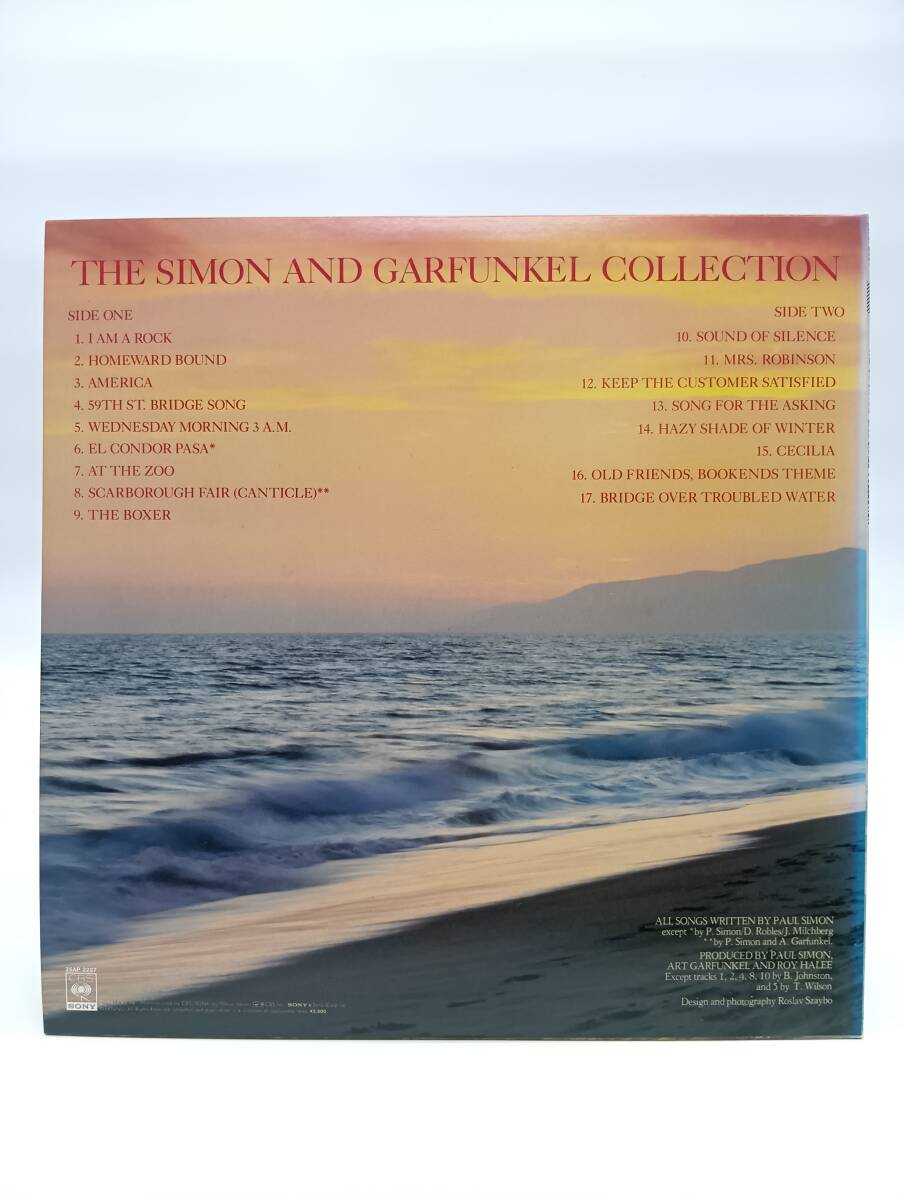 THE SIMON AND GARFUNKEL COLLECTION
SIDE ONE
1. I AM A ROCK
2. HOMEWARD BOUND
3. AMERICA
4. 59TH ST. BRIDGE SONG
5. WEDNESDAY MORNING 3 A.M.
6. EL CONDOR PASA*
7. AT THE ZOO
8. SCARBOROUGH FAIR (CANTICLE)**
9. THE BOXER
SIDE TWO
10. SOUND OF SILENCE
11. MRS. ROBINSON
12. KEEP THE CUSTOMER SATISFIED
13. SONG FOR THE ASKING
14. HAZY SHADE OF WINTER
15. CECILIA
16. OLD FRIENDS, BOOKENDS THEME
17. BRIDGE OVER TROUBLED WATER
ALL SONGS WRITTEN BY PAUL SIMON
except *by P. Simon/D. Robles/J. Milchberg
**by P. Simon and A. Garfunkel.
PRODUCED BY PAUL SIMON,
ART GARFUNKEL AND ROY HALEE
Except tracks 1, 2, 4, 8, 10 by B. Johnston,
and 5 by T. Wilson
Design and photography Roslav Szaybo
25AP 2227
CBS
SONY
¥2,500